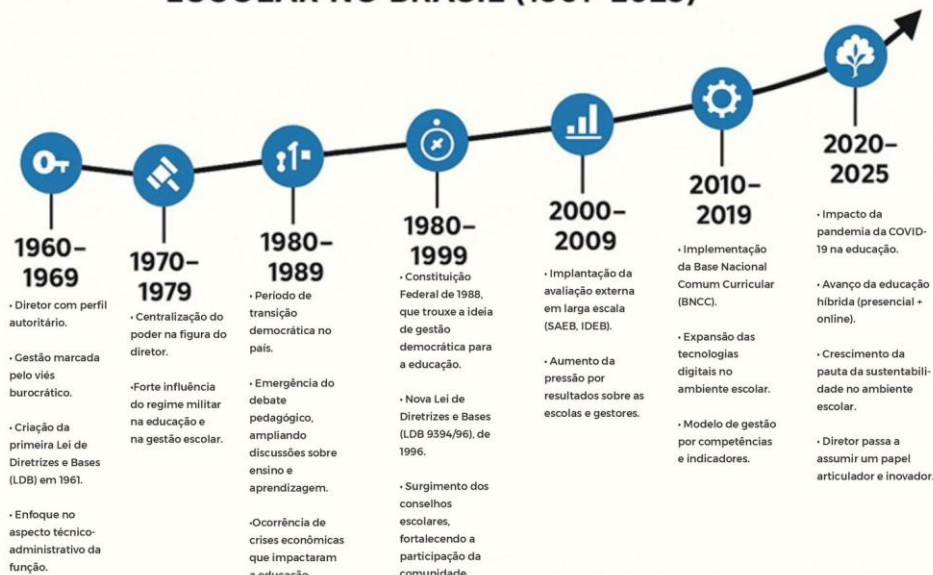 ESCOLAR NO BRASIL
1960–
1969
• Diretor com perfil
autoritário.
• Gestão marcada
pelo viés
burocrático.
• Criação da
primeira Lei de
Diretrizes e Bases
(LDB) em 1961.
• Enfoque no
aspecto técnico-
administrativo da
função.
1970–
1979
• Centralização do
poder na figura do
diretor.
•Forte influência
do regime militar
na educação e
na gestão escolar.
1980–
1989
• Período de
transição
democrática no
país.
• Emergência do
debate
pedagógico,
ampliando
discussões sobre
ensino e
aprendizagem.
•Ocorrência de
crises econômicas
que impactaram
a educação
1980–
1999
• Constituição
Federal de 1988,
que trouxe a ideia
de gestão
democrática para
a educação.
• Nova Lei de
Diretrizes e Bases
(LDB 9394/96), de
1996.
• Surgimento dos
conselhos
escolares,
fortalecendo a
participação da
comunidade
2000–
2009
• Implantação da
avaliação externa
em larga escala
(SAEB, IDEB).
• Aumento da
pressão por
resultados sobre as
escolas e gestores.
2010–
2019
• Implementação
da Base Nacional
Comum Curricular
(BNCC).
• Expansão das
tecnologias
digitais no
ambiente escolar.
• Modelo de gestão
por competências
e indicadores.
2020–
2025
• Impacto da
pandemia da COVID-
19 na educação.
• Avanço da educação
híbrida (presencial +
online).
• Crescimento da
pauta da sustentabili-
dade no ambiente
escolar.
• Diretor passa a
assumir um papel
articulador e inovador.